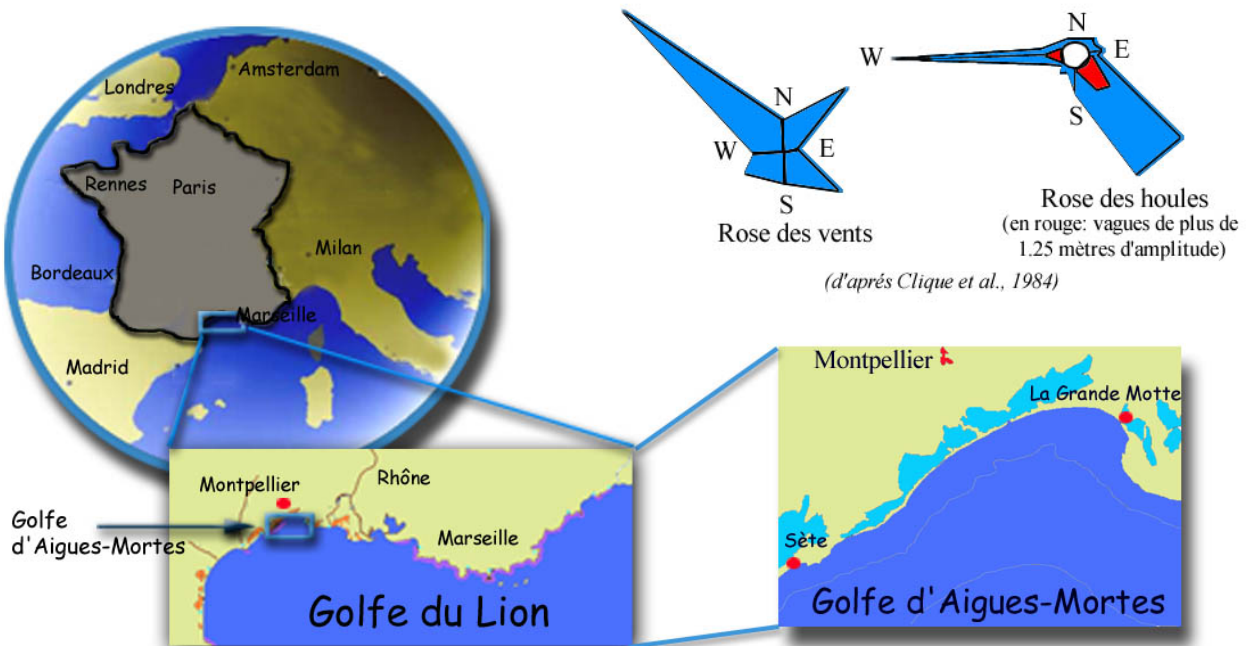 Londres
Amsterdam
Rennes
Paris
Milan
Bordeaux
Marseille
Madrid
N
W
E
S
Rose des vents
N
W
E
S
Rose des houles
(en rouge: vagues de plus de
1.25 mètres d'amplitude)
(d'aprés Clique et al., 1984)
Montpellier
Rhône
Marseille
Golfe
d'Aigues-Mortes
Golfe du Lion
Montpellier
La Grande Motte
Sète
Golfe d'Aigues-Mortes